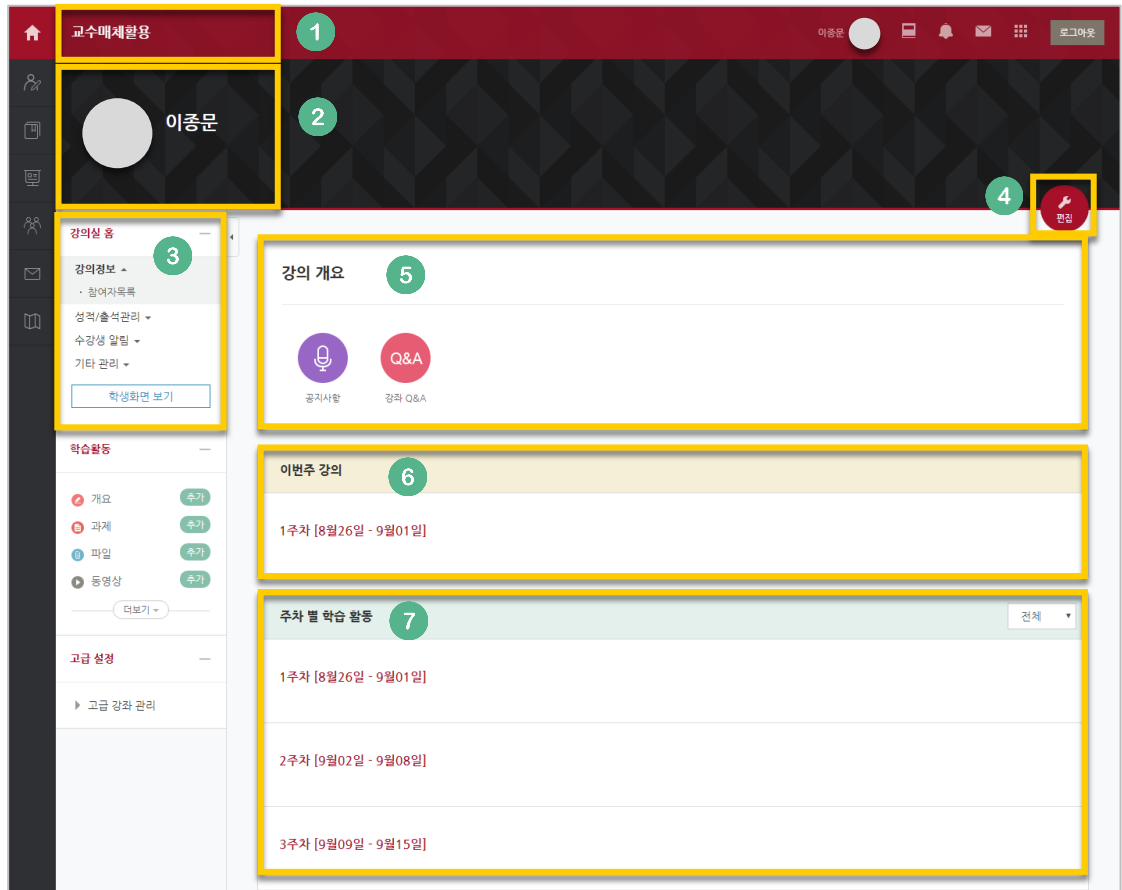 교수매체활용
1
이종문
로그아웃
이종문
2
4
편집
강의실 홈
3
강의정보
· 참여자목록
성적/출석관리
수강생 알림
기타 관리
학생화면 보기
강의 개요
5
Q&A
공지사항
강좌 Q&A
학습활동
개요
추가
과제
추가
파일
추가
동영상
추가
더보기
고급 설정
고급 강좌 관리
이번주 강의
6
1주차 [8월26일 - 9월01일]
주차 별 학습 활동
7
전체
1주차 [8월26일 - 9월01일]
2주차 [9월02일 - 9월08일]
3주차 [9월09일 - 9월15일]